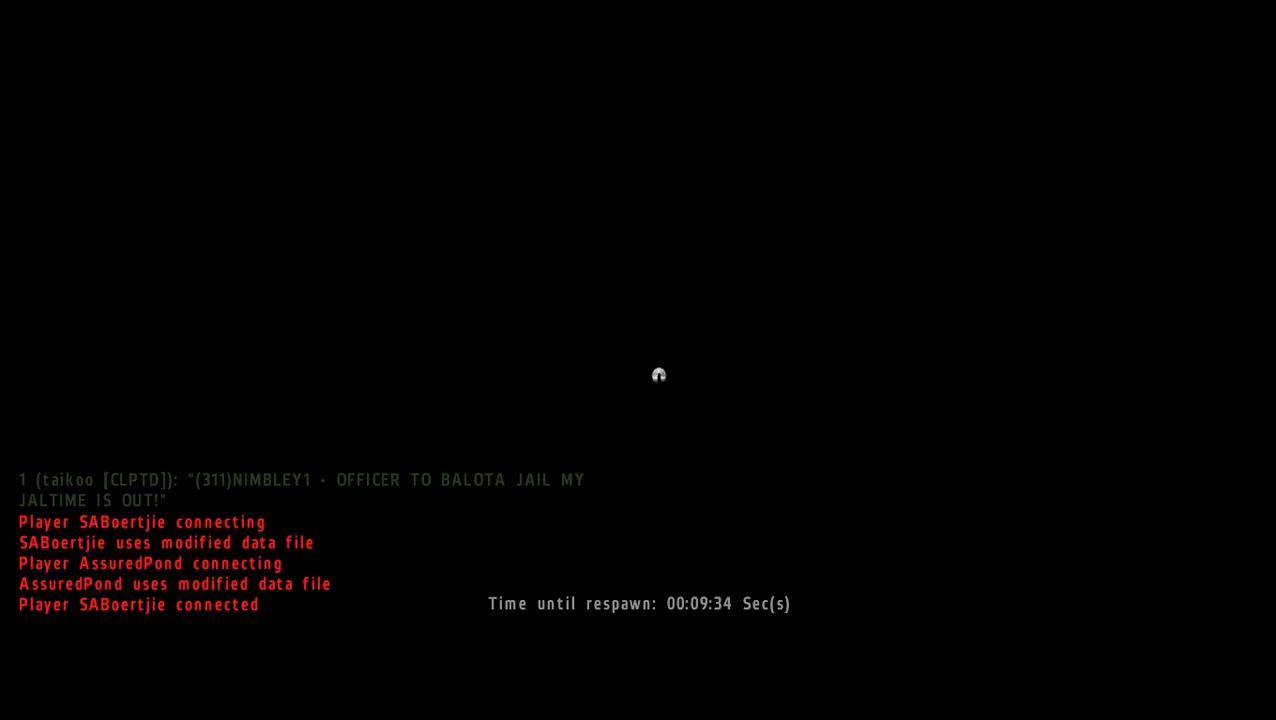 1 (taikoo [CLPTD]): "(311)NIMBLEY1 - OFFICER TO BALOTA JAIL MY
JALTIME IS OUT!"
Player SABoertjie connecting
SABoertjie uses modified data file
Player AssuredPond connecting
AssuredPond uses modified data file
Player SABoertjie connected
Time until respawn: 00:09:34 Sec(s)